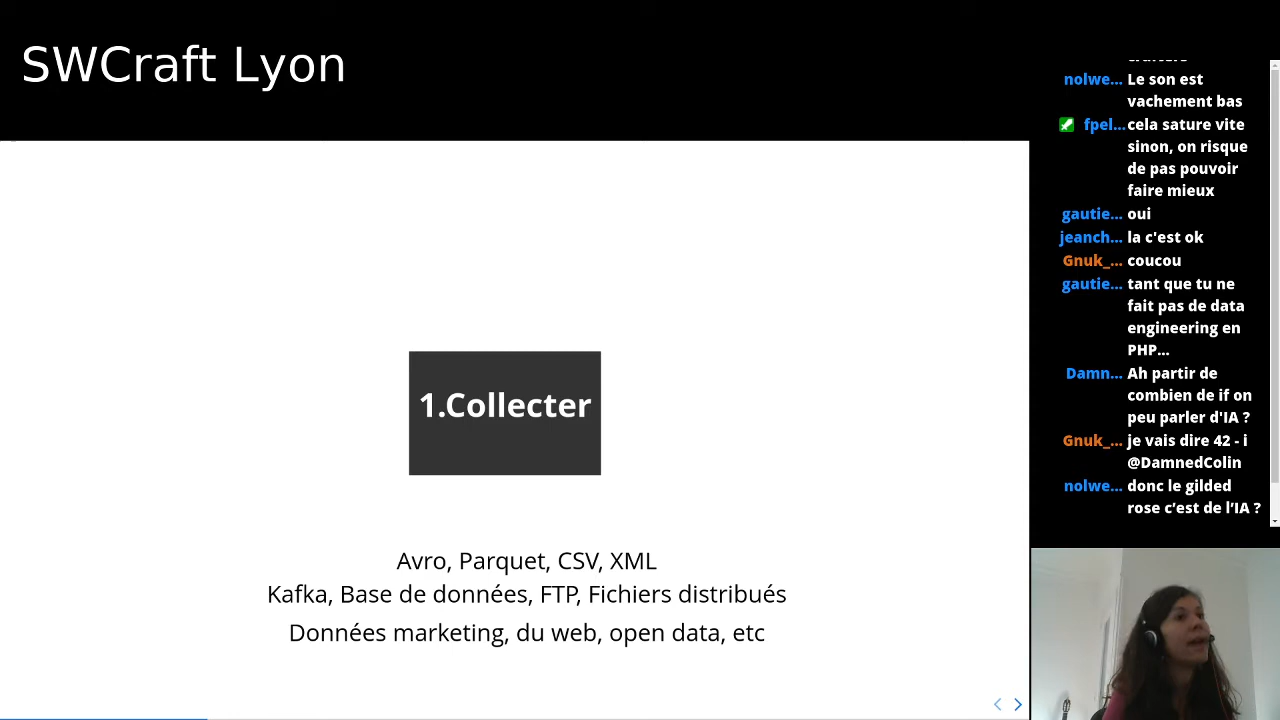 SWCraft Lyon
1.Collecter
Avro, Parquet, CSV, XML
Kafka, Base de données, FTP, Fichiers distribués
Données marketing, du web, open data, etc
nolwe... Le son est
vachement bas
fpel... cela sature vite
sinon, on risque
de pas pouvoir
faire mieux
gautie... oui
jeanch... la c'est ok
Gnuk_... coucou
gautie... tant que tu ne
fait pas de data
engineering en
PHP...
Damn... Ah partir de
combien de if on
peu parler d'IA ?
Gnuk_... je vais dire 42 - i
@DamnedColin
nolwe... donc le gilded
rose c’est de l’IA ?